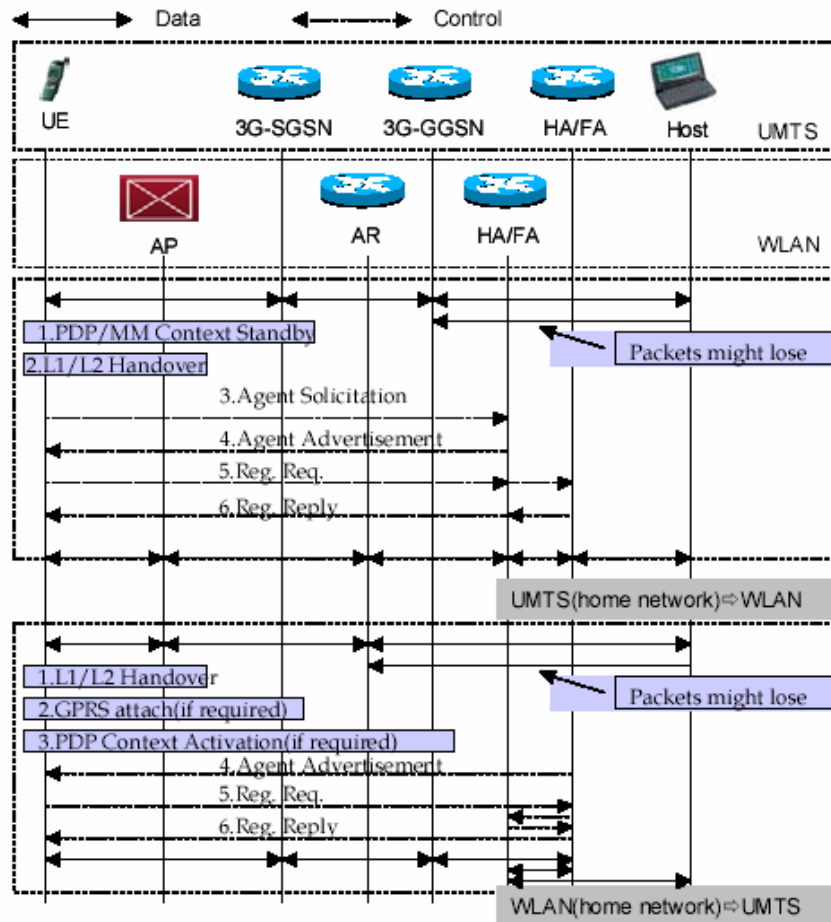 Data
Control
UE
3G-SGSN
3G-GGSN
HA/FA
Host
UMTS
AP
AR
HA/FA
WLAN
1.PDP/MM Context Standby
Packets might lose
2.L1/L2 Handover
3.Agent Solicitation
4.Agent Advertisement
5.Reg. Req.
6.Reg. Reply
UMTS(home network)⇨WLAN
1.L1/L2 Handover
Packets might lose
2.GPRS attach(if required)
3.PDP Context Activation(if required)
4.Agent Advertisement
5.Reg. Req.
6.Reg. Reply
WLAN(home network)⇨UMTS